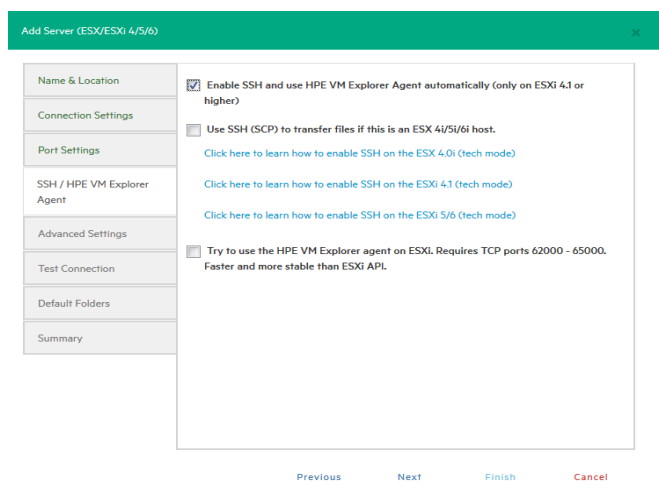 Add Server (ESX/ESXi 4/5/6)
×
Name & Location
Connection Settings
Port Settings
SSH / HPE VM Explorer
Agent
Advanced Settings
Test Connection
Default Folders
Summary
Enable SSH and use HPE VM Explorer Agent automatically (only on ESXi 4.1 or
higher)
Use SSH (SCP) to transfer files if this is an ESX 4i/5i/6i host.
Click here to learn how to enable SSH on the ESX 4.0i (tech mode)
Click here to learn how to enable SSH on the ESXi 4.1 (tech mode)
Click here to learn how to enable SSH on the ESXi 5/6 (tech mode)
Try to use the HPE VM Explorer agent on ESXi. Requires TCP ports 62000 - 65000.
Faster and more stable than ESXi API.
Previous Next Finish Cancel